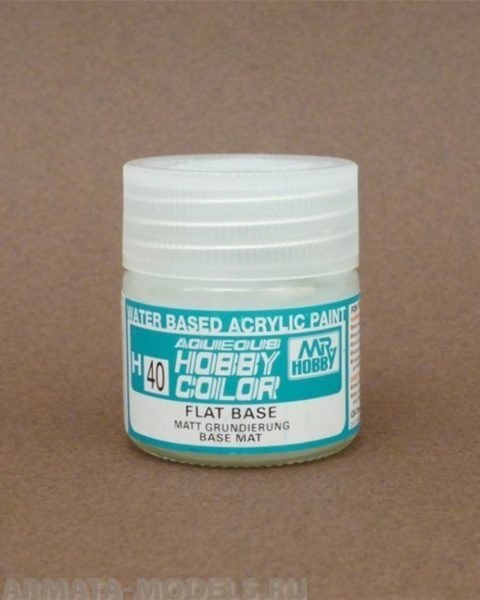 WATER BASED ACRYLIC PAINT
AQUEOUS
HOBBY
COLOR
H 40
MR
HOBBY
FLAT BASE
MATT GRUNDIERUNG
BASE MAT
ARMATA-MODELS.RU